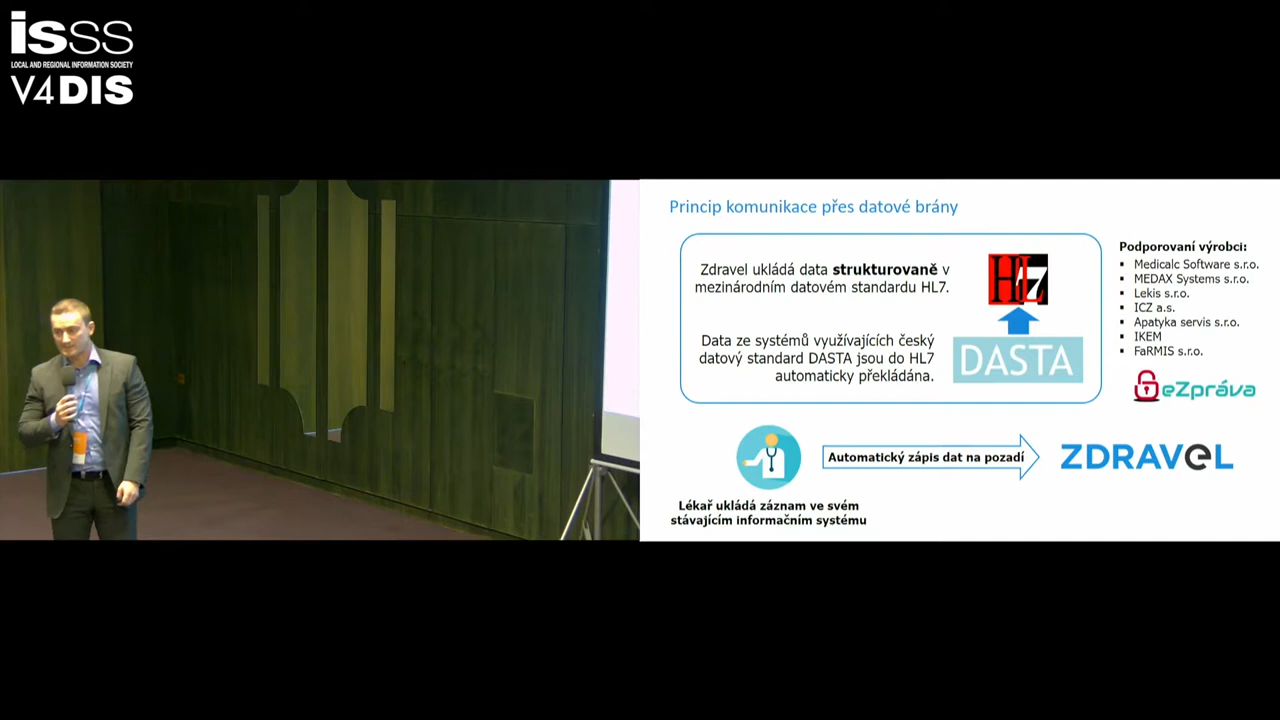 isss
LOCAL AND REGIONAL INFORMATION SOCIETY
V4DIS
Princip komunikace přes datové brány
Zdravel ukládá data strukturovaně v
mezinárodním datovém standardu HL7.
HL7
Data ze systémů využívajících český
datový standard DASTA jsou do HL7
automaticky překládána.
DASTA
Podporovaní výrobci:
▪ Medicalc Software s.r.o.
▪ MEDAX Systems s.r.o.
▪ Lekis s.r.o.
▪ ICZ a.s.
▪ Apatyka servis s.r.o.
▪ IKEM
▪ FaRMIS s.r.o.
eZpráva
Automatický zápis dat na pozadí
ZDRAVeL
Lékař ukládá záznam ve svém
stávajícím informačním systému